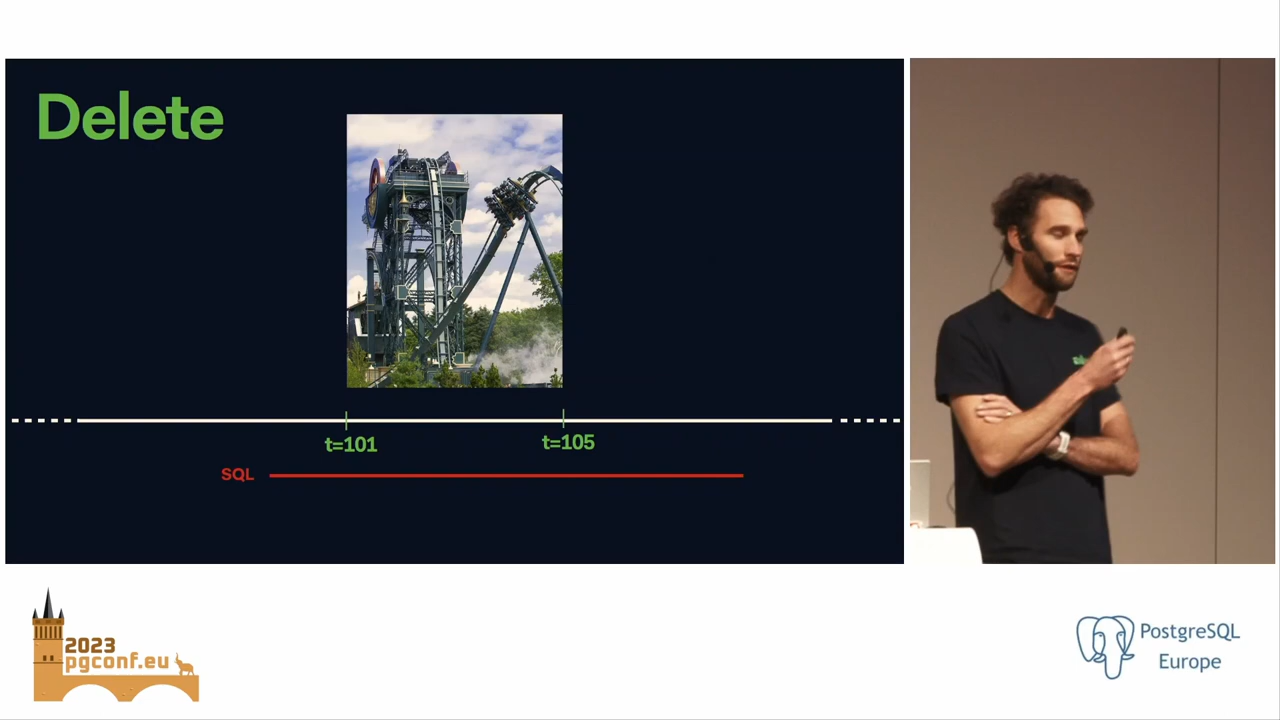 Delete
t=101
t=105
SQL
2023
pgconf.eu
PostgreSQL
Europe